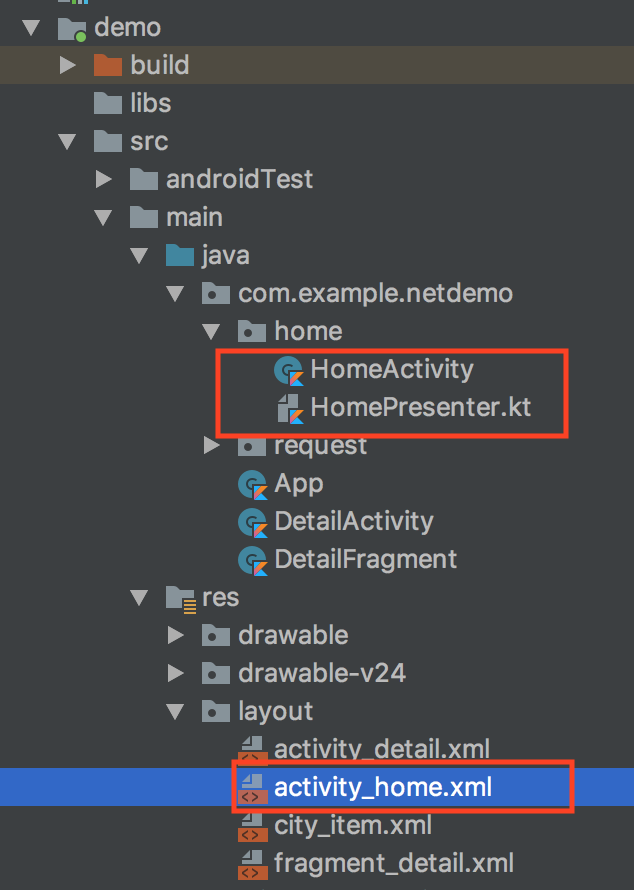 demo
build
libs
src
androidTest
main
java
com.example.netdemo
home
HomeActivity
HomePresenter.kt
request
App
DetailActivity
DetailFragment
res
drawable
drawable-v24
layout
activity_detail.xml
activity_home.xml
city_item.xml
fragment_detail.xml